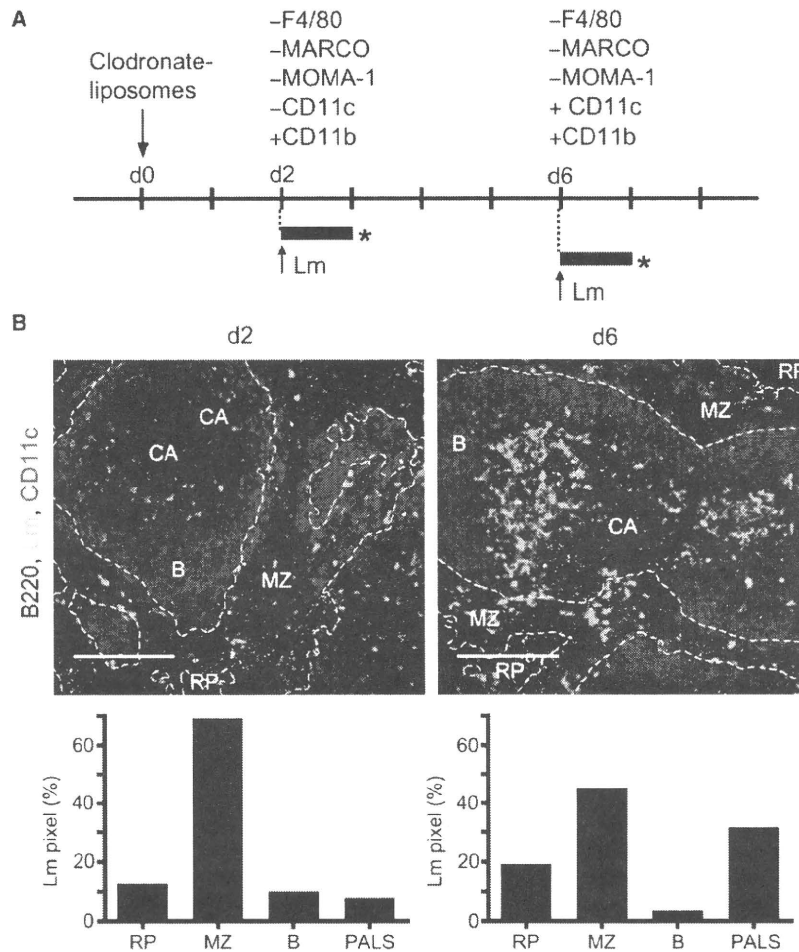 A
Clodronate-
liposomes
d0
–F4/80
–MARCO
–MOMA-1
–CD11c
+CD11b
d2
–F4/80
–MARCO
–MOMA-1
+ CD11c
+CD11b
d6
*
Lm
*
Lm
B
d2
d6
B220, Lm, CD11c
CA
CA
B
MZ
RP
RP
MZ
B
CA
MZ
RP
Lm pixel (%)
60
40
20
0
RP MZ B PALS
Lm pixel (%)
60
40
20
0
RP MZ B PALS